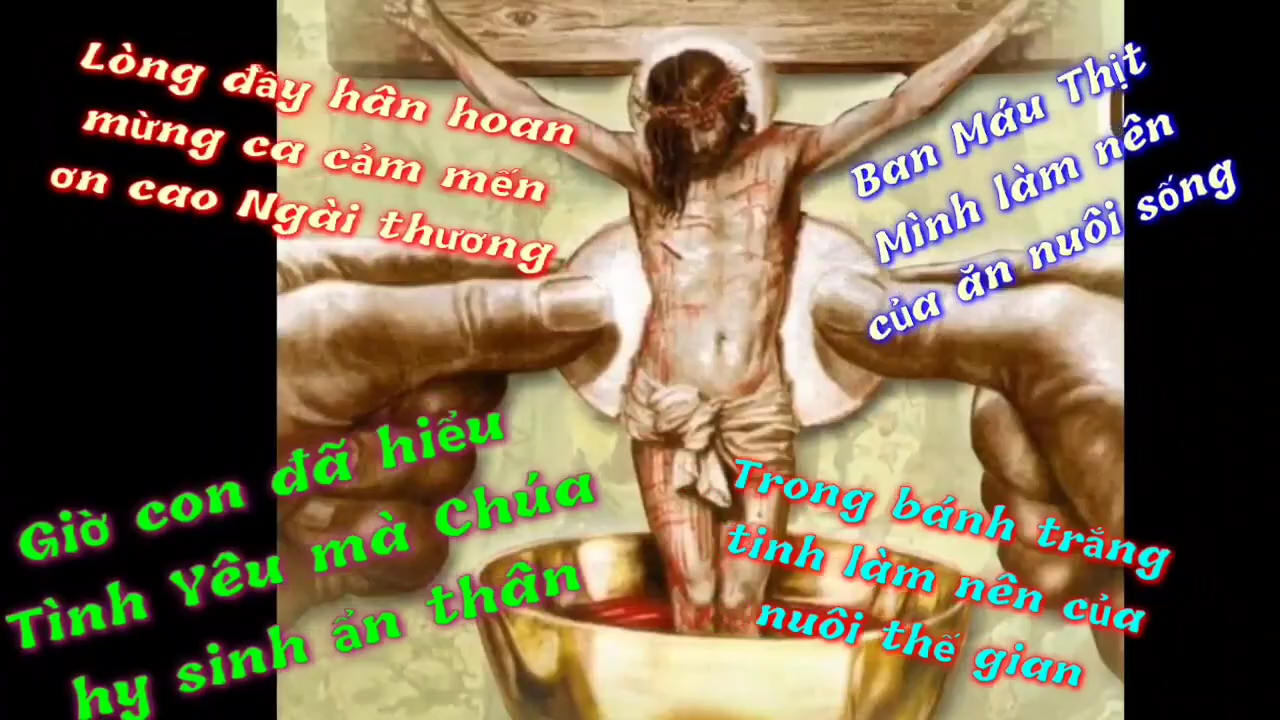 Lòng đầy hân hoan
mừng ca cảm mến
ơn cao Ngài thương
Ban Máu Thịt
Mình làm nên
của ăn nuôi sống
Giờ con đã hiểu
Tình Yêu mà Chúa
hy sinh ẩn thân
Trong bánh trắng
tinh làm nên của
nuôi thế gian